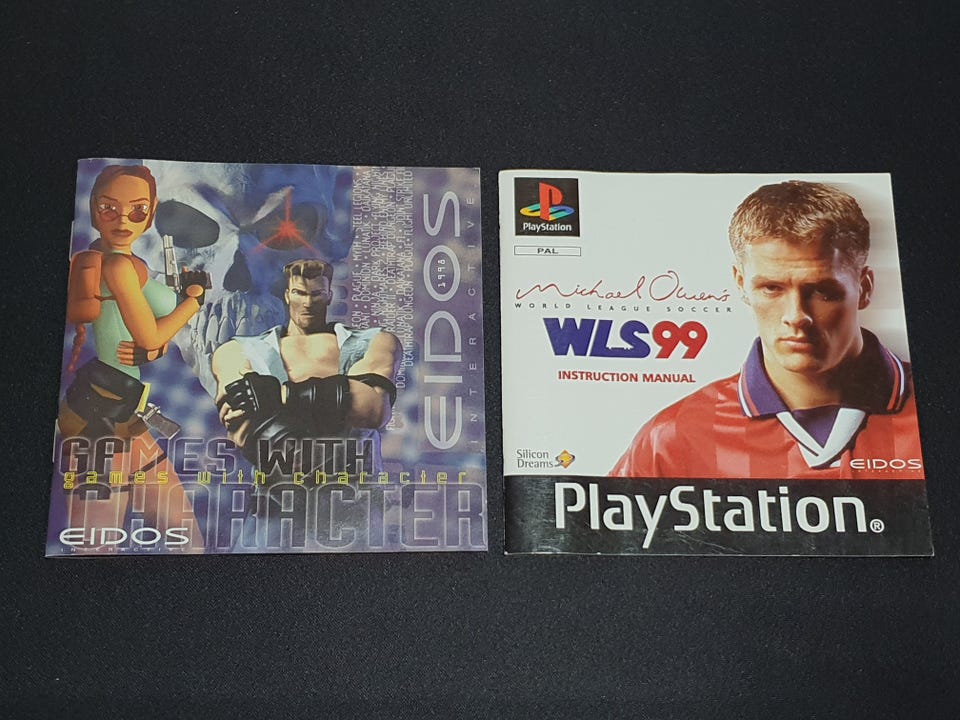 EIDOS
INTERACTIVE
1998
GAMES WITH
games with character
CHARACTER
EIDOS
INTERACTIVE
PlayStation
PAL
Michael Owen's
WORLD LEAGUE SOCCER
WLS99
INSTRUCTION MANUAL
Silicon
Dreams
EIDOS
PlayStation®